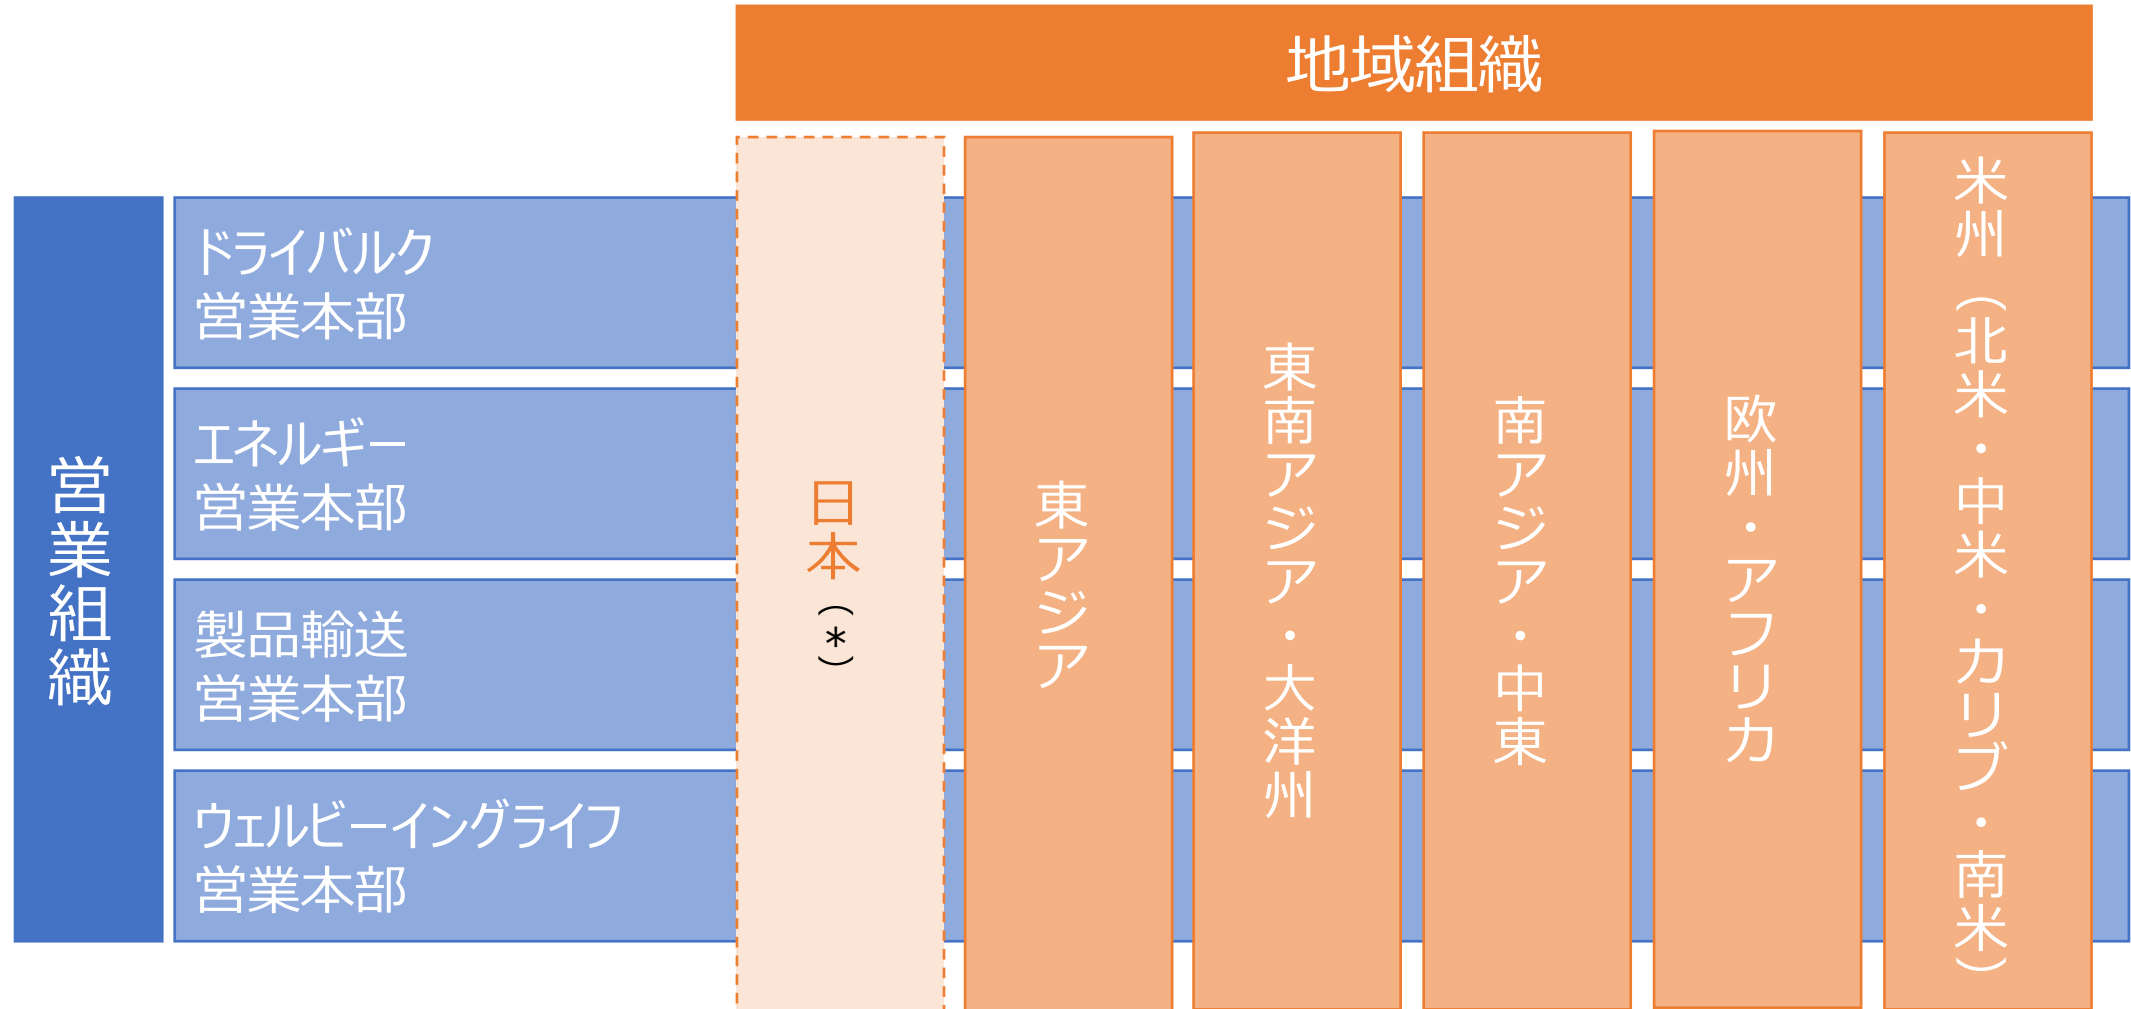 地域組織
営業組織
ドライバルク
営業本部
エネルギー
営業本部
製品輸送
営業本部
ウェルビーイングライフ
営業本部
日本（*）
東アジア
東南アジア・大洋州
南アジア・中東
欧州・アフリカ
米州（北米・中米・カリブ・南米）